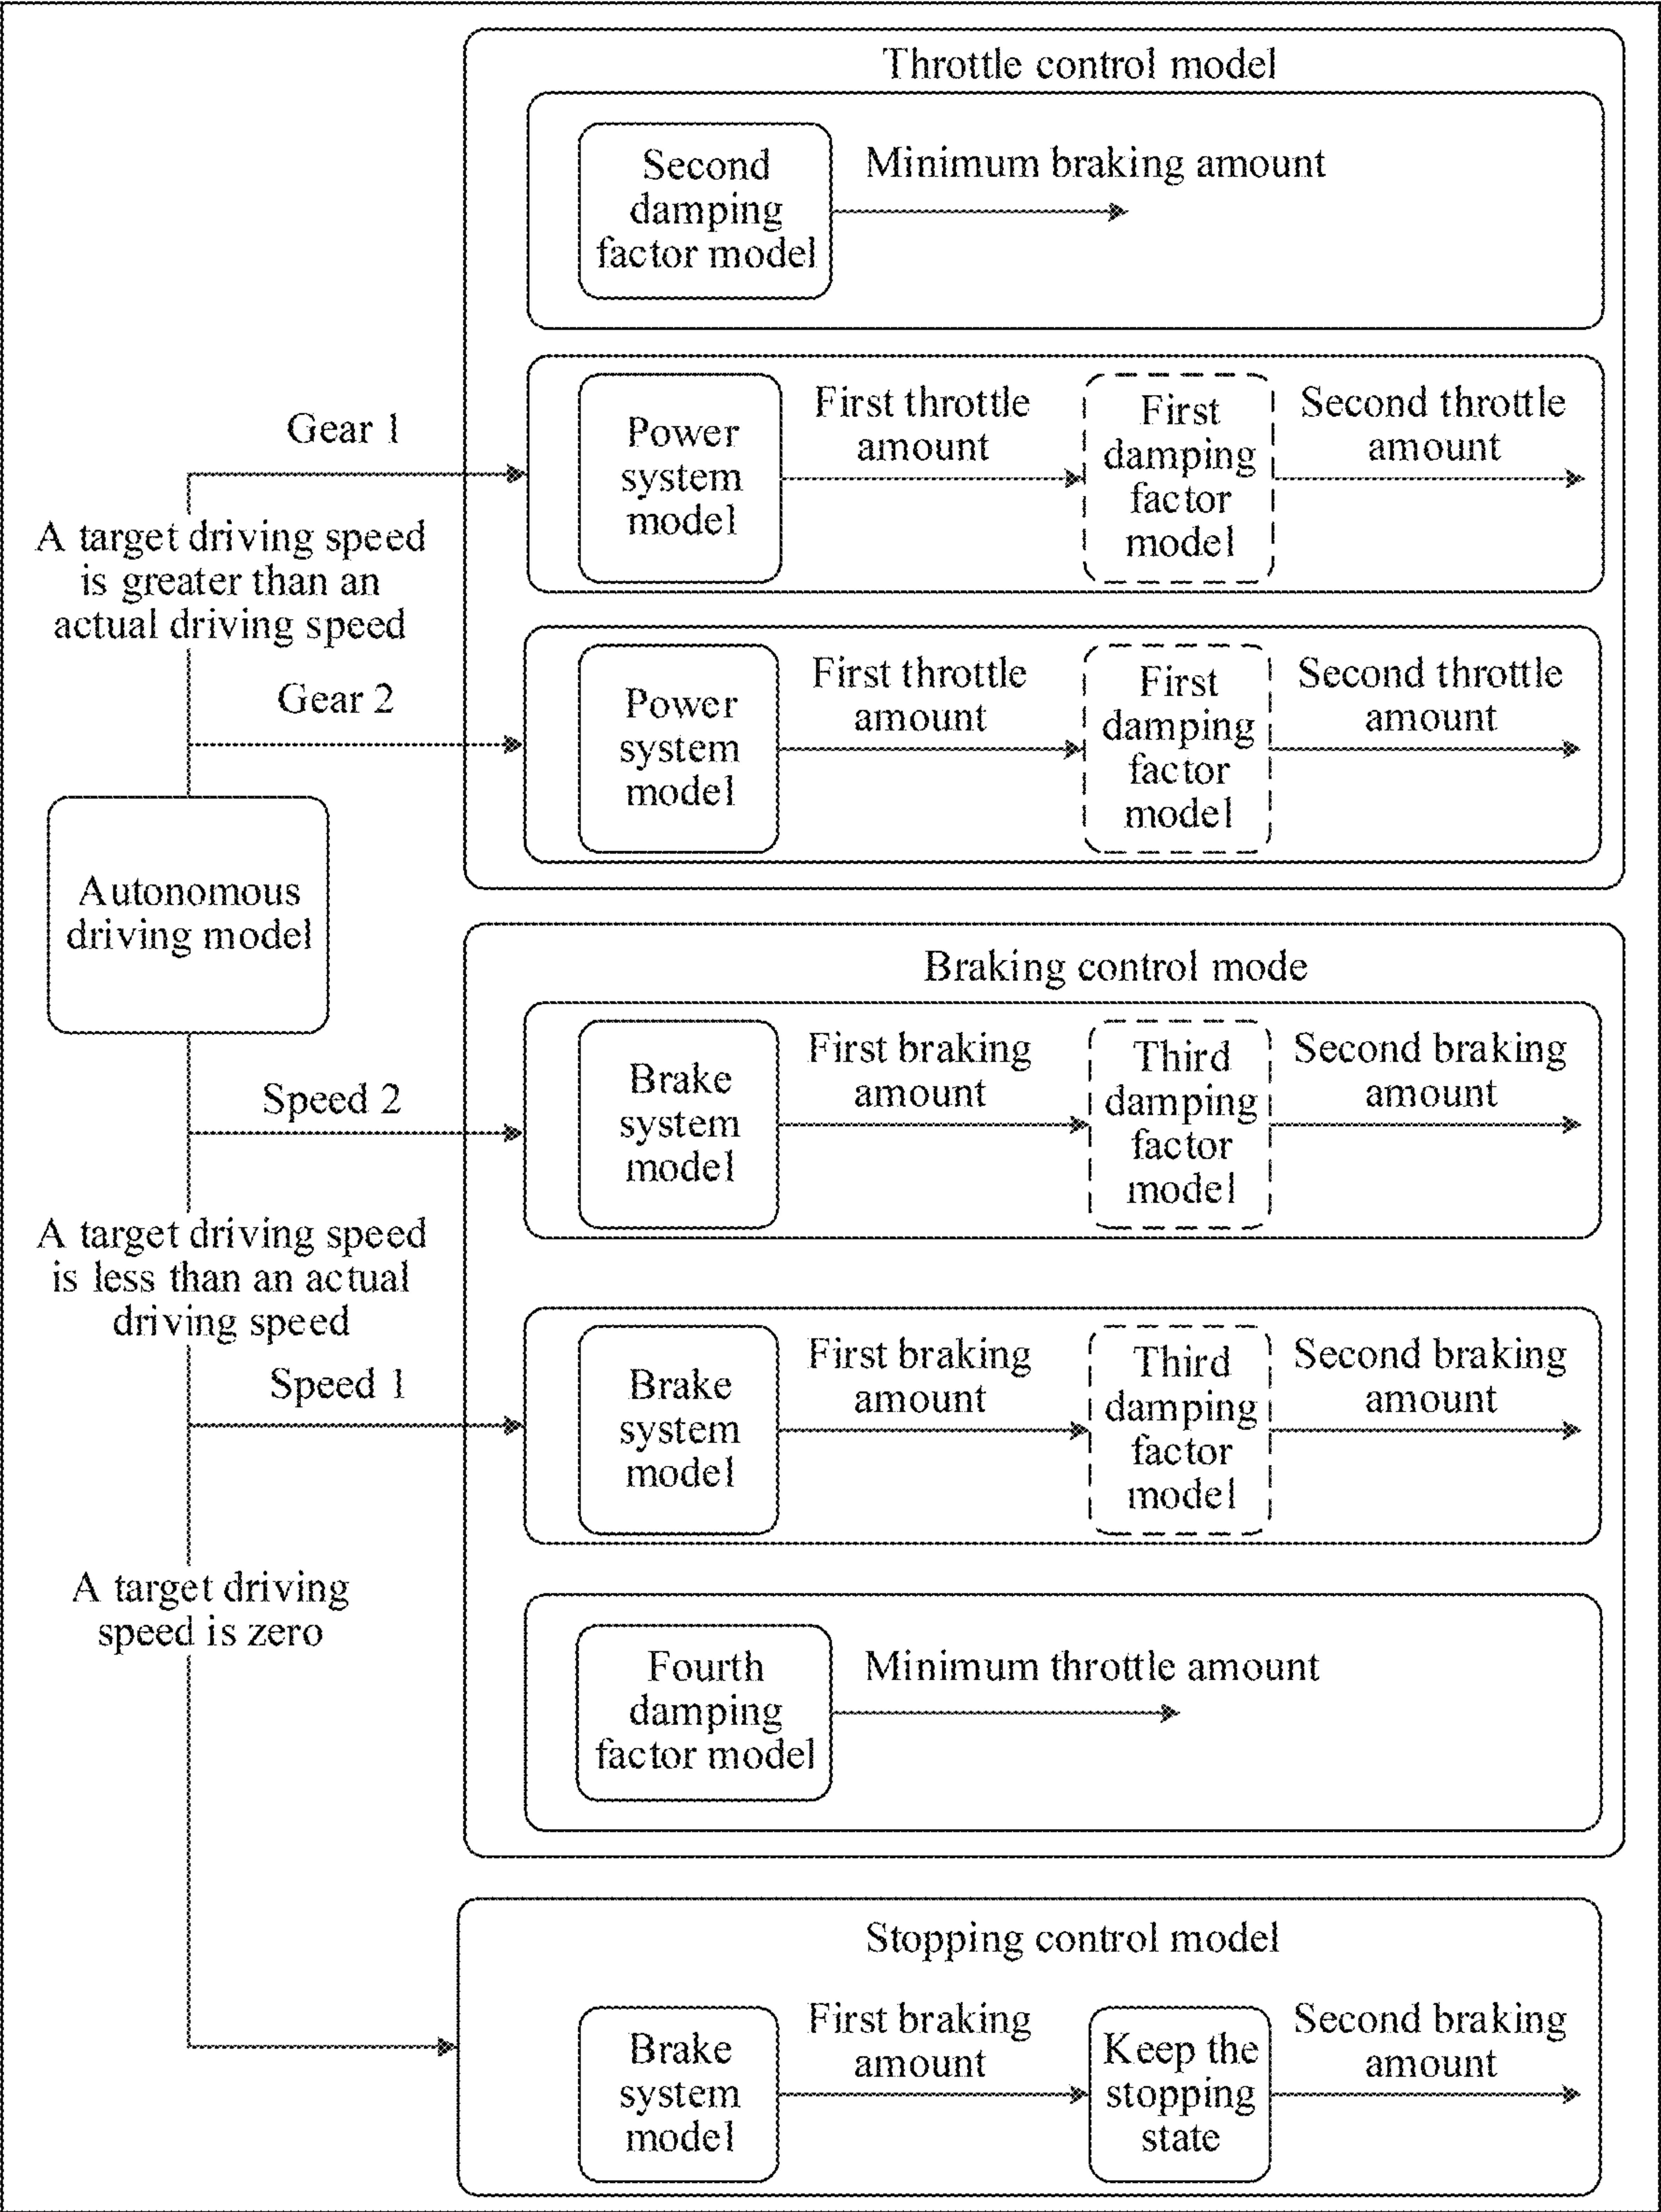 Throttle control model
Second
damping
factor model
Minimum braking amount
Gear 1
Power
system
model
First throttle
amount
First
damping
factor
model
Second throttle
amount
A target driving speed
is greater than an
actual driving speed
Gear 2
Power
system
model
First throttle
amount
First
damping
factor
model
Second throttle
amount
Autonomous
driving model
Braking control mode
Speed 2
Brake
system
model
First braking
amount
Third
damping
factor
model
Second braking
amount
A target driving speed
is less than an actual
driving speed
Speed 1
Brake
system
model
First braking
amount
Third
damping
factor
model
Second braking
amount
A target driving
speed is zero
Fourth
damping
factor model
Minimum throttle amount
Stopping control model
Brake
system
model
First braking
amount
Keep the
stopping
state
Second braking
amount